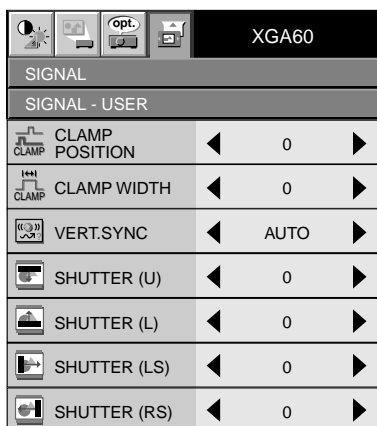 opt.
XGA60
SIGNAL
SIGNAL - USER
CLAMP
CLAMP
POSITION
0
CLAMP
CLAMP WIDTH
0
VERT.SYNC
AUTO
SHUTTER (U)
0
SHUTTER (L)
0
SHUTTER (LS)
0
SHUTTER (RS)
0